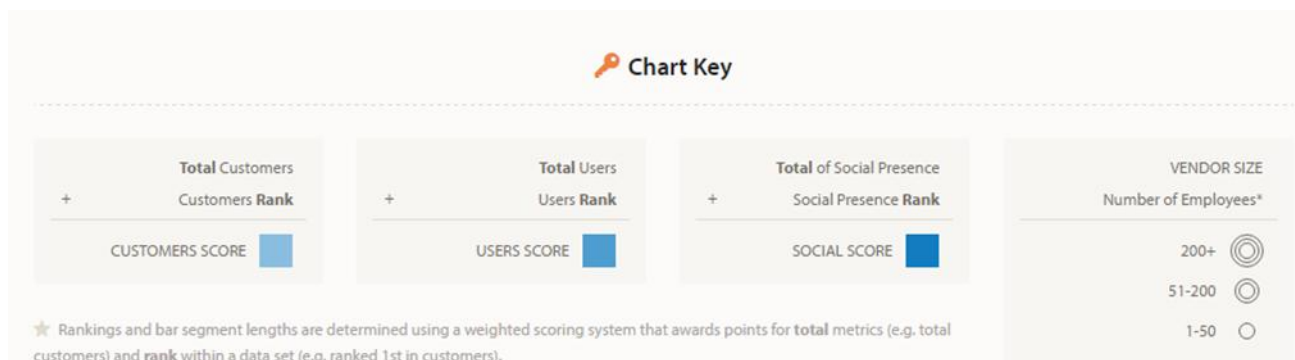 Chart Key
Total Customers
+ Customers Rank
CUSTOMERS SCORE
Total Users
+ Users Rank
USERS SCORE
Total of Social Presence
+ Social Presence Rank
SOCIAL SCORE
VENDOR SIZE
Number of Employees*
200+
51-200
1-50
Rankings and bar segment lengths are determined using a weighted scoring system that awards points for total metrics (e.g. total
customers) and rank within a data set (e.g. ranked 1st in customers).